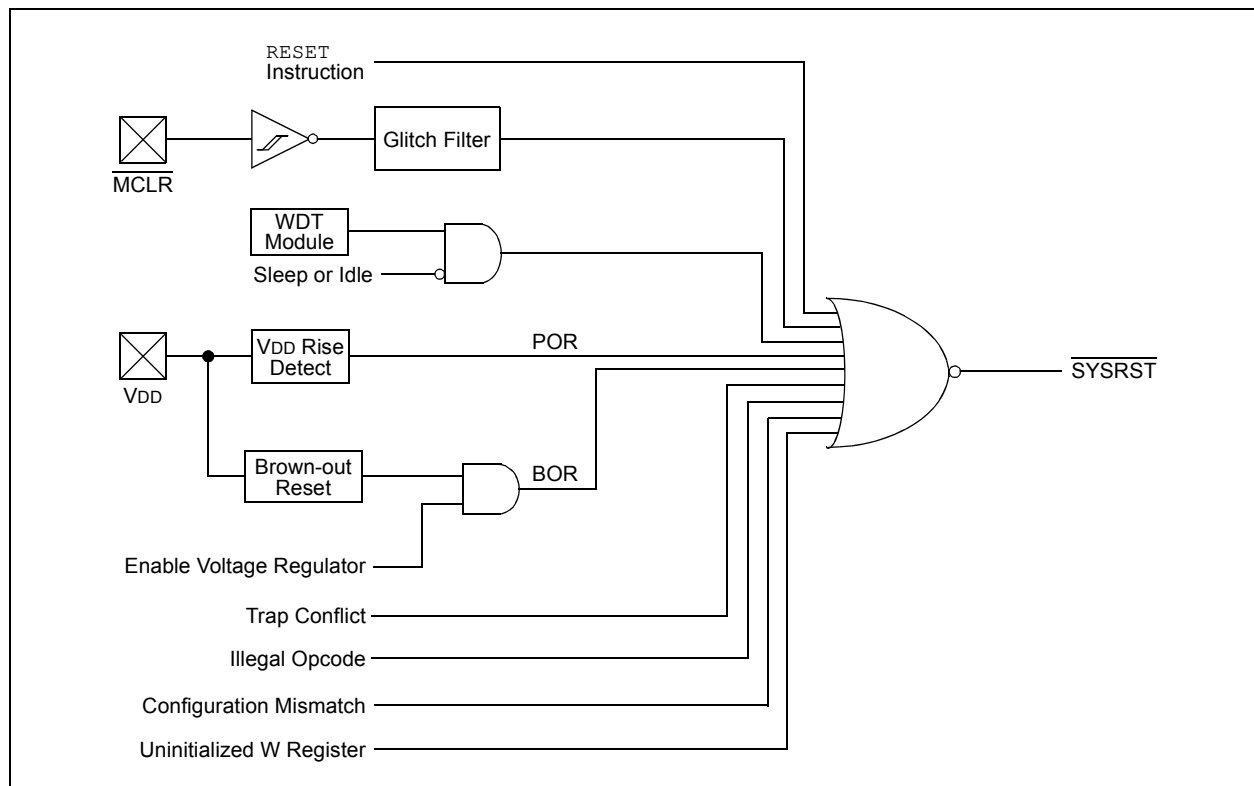 RESET
Instruction
Glitch Filter
MCLR
WDT
Module
Sleep or Idle
VDD Rise
Detect
POR
VDD
SYSRST
Brown-out
Reset
BOR
Enable Voltage Regulator
Trap Conflict
Illegal Opcode
Configuration Mismatch
Uninitialized W Register